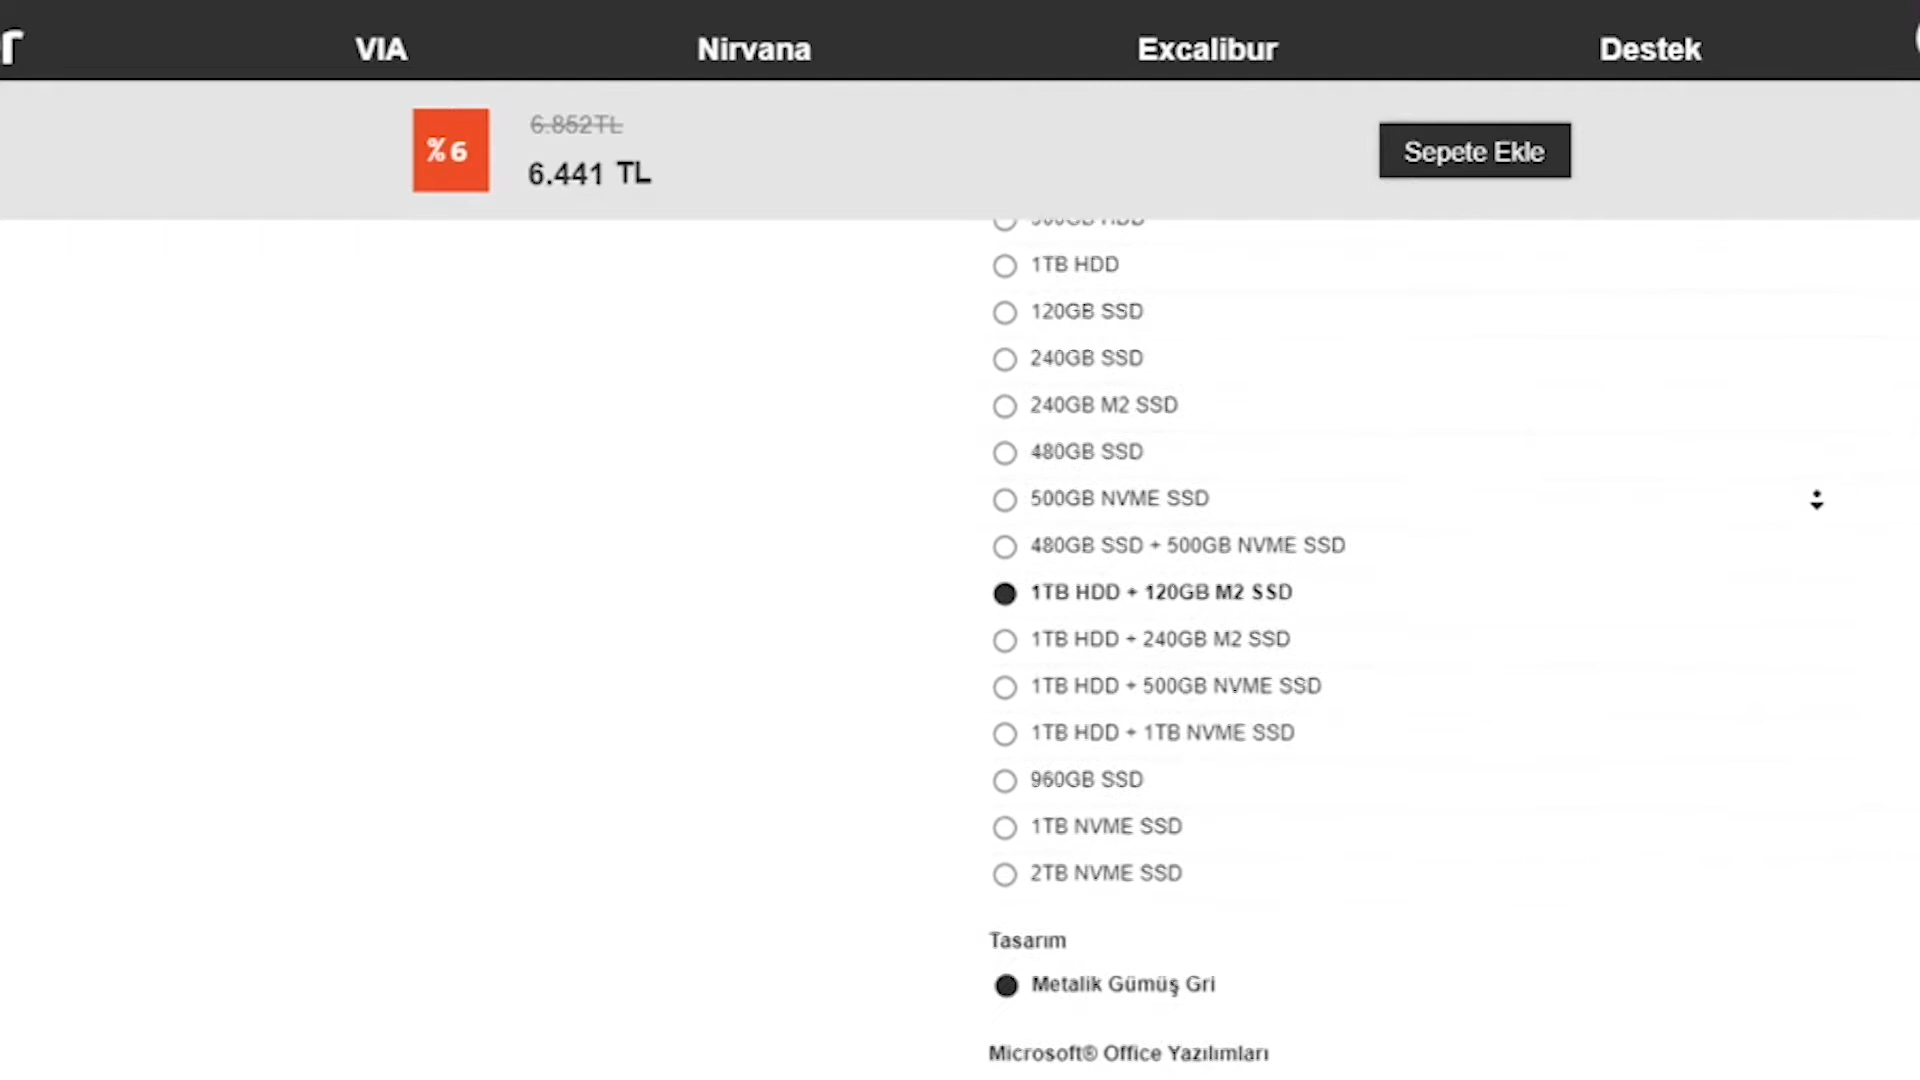 VIA
Nirvana
Excalibur
Destek
%6
6.852TL
6.441 TL
Sepete Ekle
1TB HDD
120GB SSD
240GB SSD
240GB M2 SSD
480GB SSD
500GB NVME SSD
480GB SSD + 500GB NVME SSD
1TB HDD + 120GB M2 SSD
1TB HDD + 240GB M2 SSD
1TB HDD + 500GB NVME SSD
1TB HDD + 1TB NVME SSD
960GB SSD
1TB NVME SSD
2TB NVME SSD
Tasarım
Metalik Gümüş Gri
Microsoft® Office Yazılımları